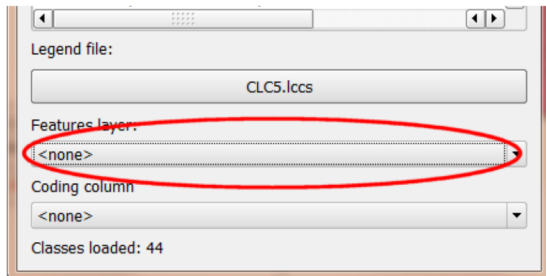 Legend file:
CLC5.lccs
Features layer:
<none>
Coding column
<none>
Classes loaded: 44